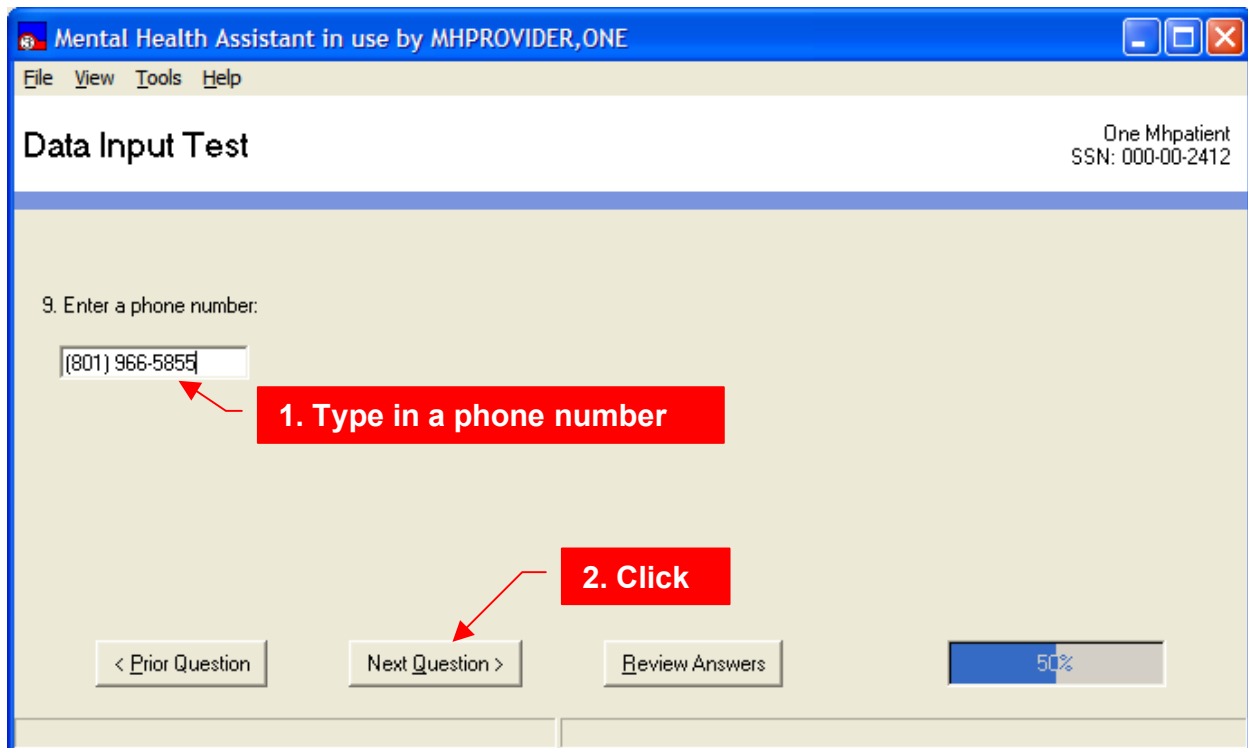 Mental Health Assistant in use by MHPROVIDER,ONE
File View Tools Help
Data Input Test
One Mhpatient
SSN: 000-00-2412
9. Enter a phone number:
(801) 966-5855
1. Type in a phone number
2. Click
< Prior Question
Next Question >
Review Answers
50%